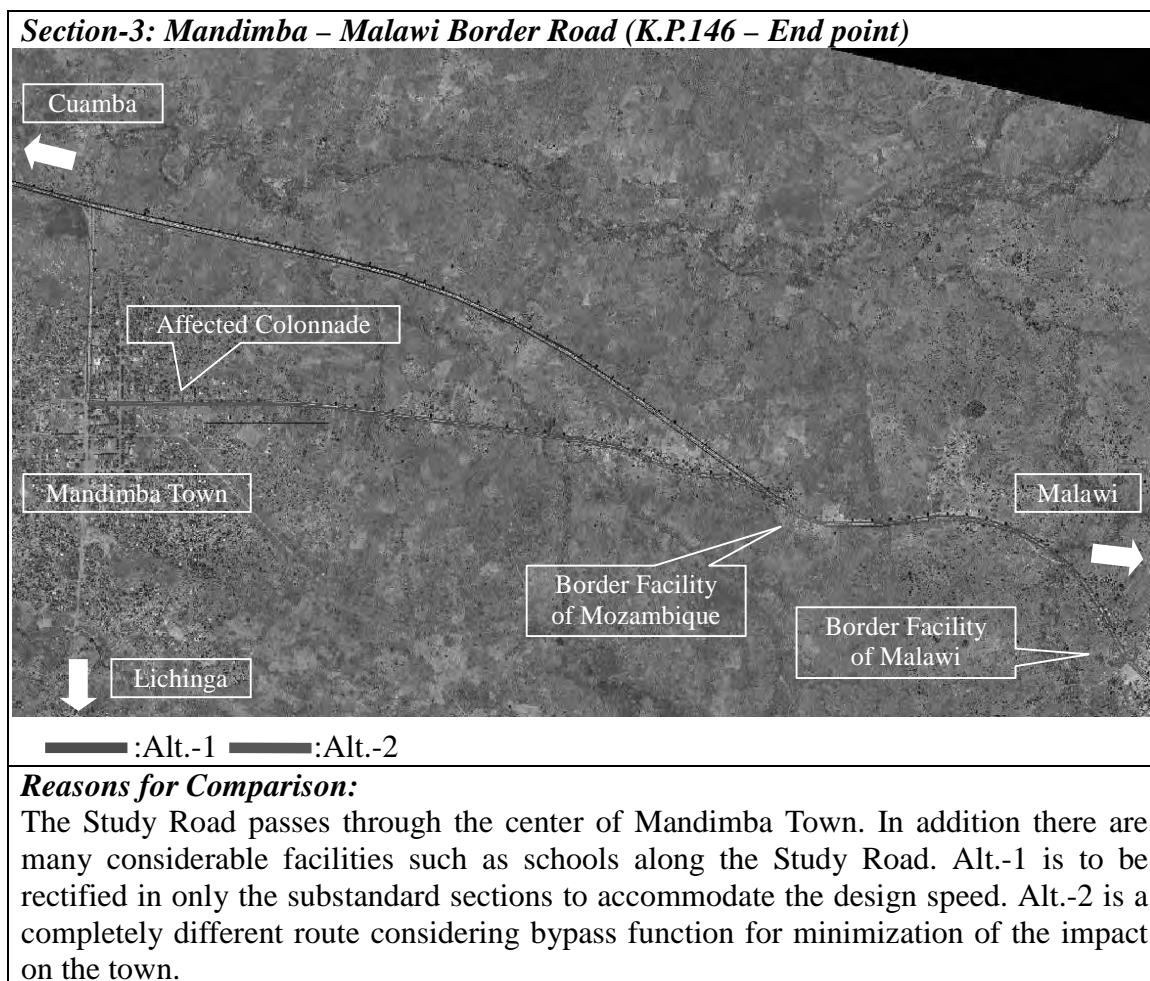 Section-3: Mandimba – Malawi Border Road (K.P.146 – End point)
Cuamba
Affected Colonnade
Mandimba Town
Malawi
Border Facility
of Mozambique
Border Facility
of Malawi
Lichinga
:Alt.-1
:Alt.-2
Reasons for Comparison:
The Study Road passes through the center of Mandimba Town. In addition there are
many considerable facilities such as schools along the Study Road. Alt.-1 is to be
rectified in only the substandard sections to accommodate the design speed. Alt.-2 is a
completely different route considering bypass function for minimization of the impact
on the town.